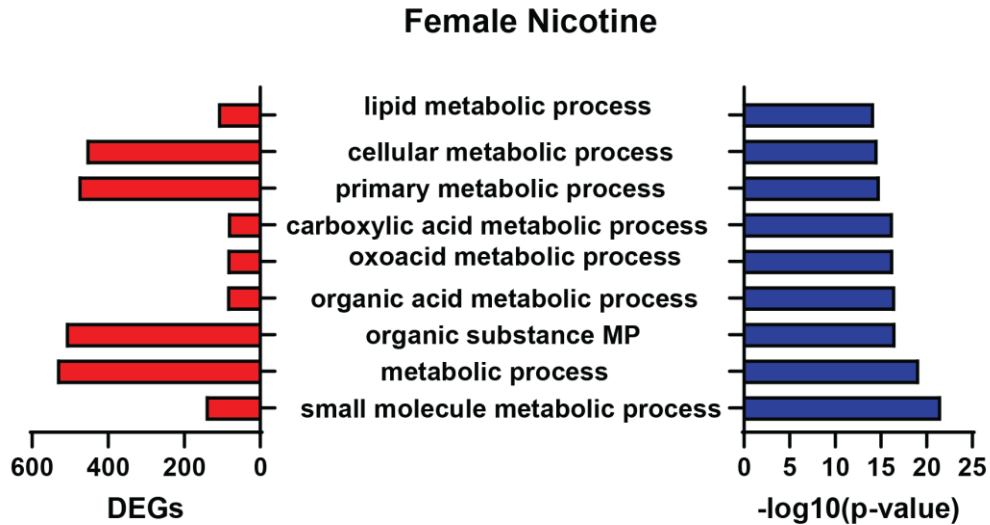 Female Nicotine
lipid metabolic process
cellular metabolic process
primary metabolic process
carboxylic acid metabolic process
oxoacid metabolic process
organic acid metabolic process
organic substance MP
metabolic process
small molecule metabolic process
600 400 200 0
0 5 10 15 20 25
DEGs
-log10(p-value)